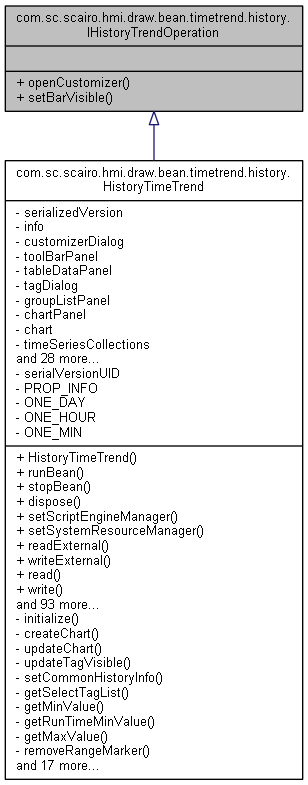 com.sc.scairo.hmi.draw.bean.timetrend.history.
IHistoryTrendOperation
+ openCustomizer()
+ setBarVisible()
com.sc.scairo.hmi.draw.bean.timetrend.history.
HistoryTimeTrend
- serializedVersion
- info
- customizerDialog
- toolBarPanel
- tableDataPanel
- tagDialog
- groupListPanel
- chartPanel
- chart
- timeSeriesCollections
and 28 more...
- serialVersionUID
- PROP_INFO
- ONE_DAY
- ONE_HOUR
- ONE_MIN
+ HistoryTimeTrend()
+ runBean()
+ stopBean()
+ dispose()
+ setScriptEngineManager()
+ setSystemResourceManager()
+ readExternal()
+ writeExternal()
+ read()
+ write()
and 93 more...
- initialize()
- createChart()
- updateChart()
- updateTagVisible()
- setCommonHistoryInfo()
- getSelectTagList()
- getMinValue()
- getRunTimeMinValue()
- getMaxValue()
- removeRangeMarker()
and 17 more...